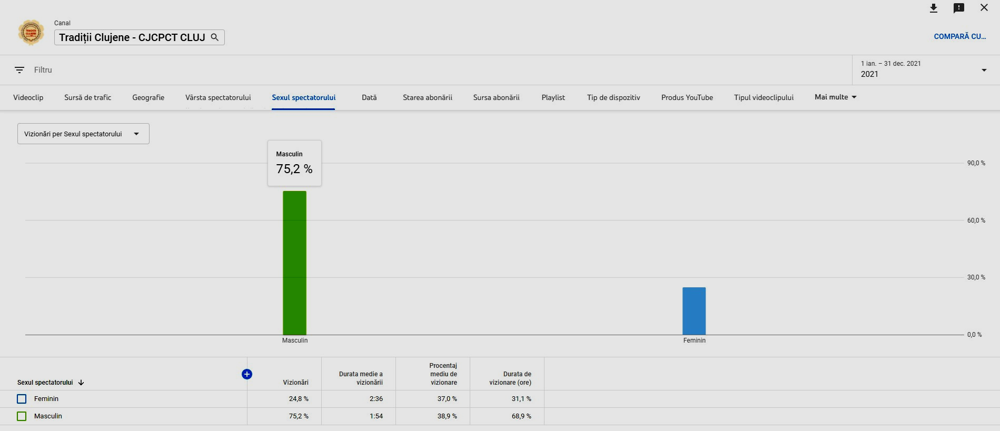 Canal
Tradiții Clujene - CJCPCT CLUJ
COMPARĂ CU...
Filtru
1 ian. – 31 dec. 2021
2021
Videoclip
Sursă de trafic
Geografie
Vârsta spectatorului
Sexul spectatorului
Dată
Starea abonării
Sursa abonării
Playlist
Tip de dispozitiv
Produs YouTube
Tipul videoclipului
Mai multe
Vizionări per Sexul spectatorului
Masculin
75,2 %
90,0 %
60,0 %
30,0 %
0,0 %
Masculin
Feminin
Sexul spectatorului
Vizionări
Durata medie a
vizionării
Procentaj
mediu de
vizionare
Durata de
vizionare (ore)
Feminin 24,8 % 2:36 37,0 % 31,1 %
Masculin 75,2 % 1:54 38,9 % 68,9 %